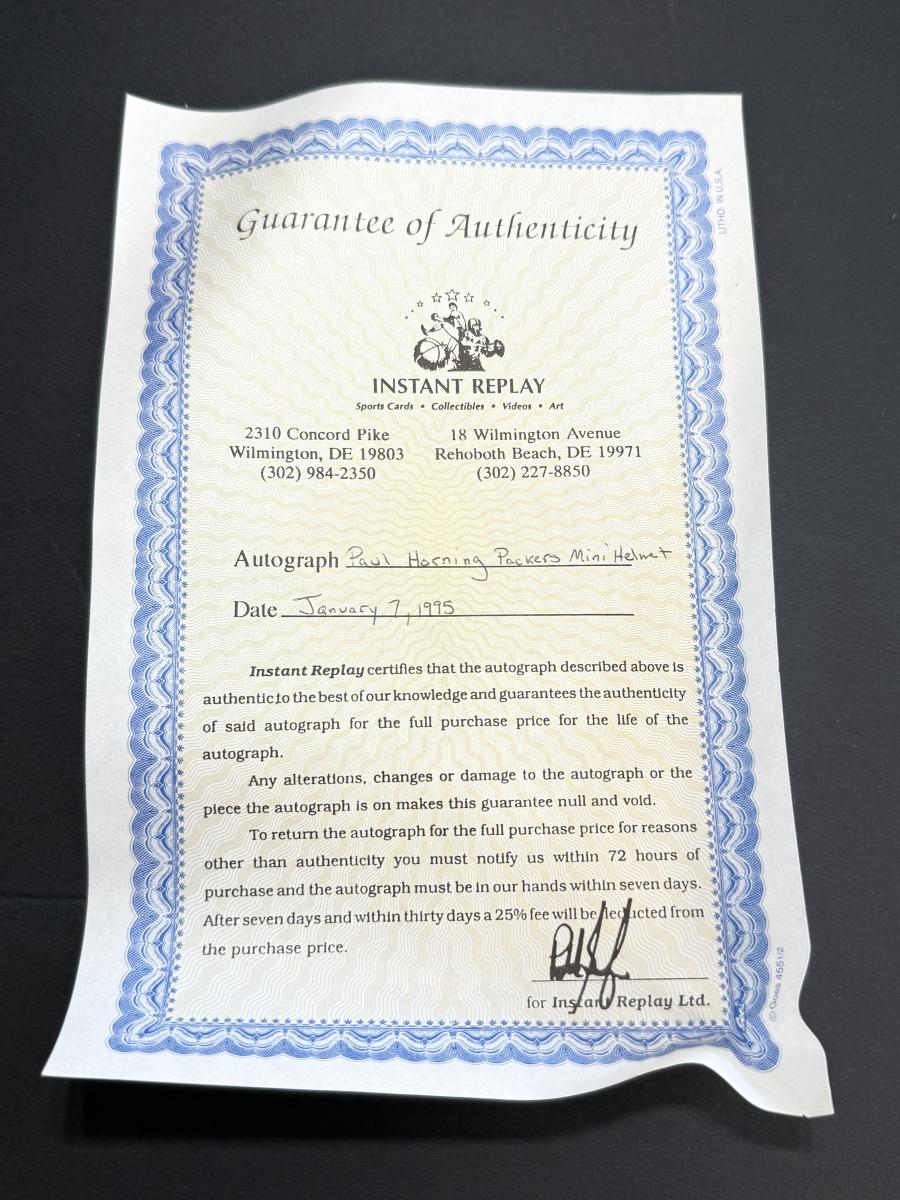 Guarantee of Authenticity
LITHO. IN U.S.A.
INSTANT REPLAY
Sports Cards • Collectibles • Videos • Art
2310 Concord Pike
Wilmington, DE 19803
(302) 984-2350
18 Wilmington Avenue
Rehoboth Beach, DE 19971
(302) 227-8850
Autograph Paul Horning Packers Mini Helmet
Date January 7, 1995
Instant Replay certifies that the autograph described above is
authentic to the best of our knowledge and guarantees the authenticity
of said autograph for the full purchase price for the life of the
autograph.
Any alterations, changes or damage to the autograph or the
piece the autograph is on makes this guarantee null and void.
To return the autograph for the full purchase price for reasons
other than authenticity you must notify us within 72 hours of
purchase and the autograph must be in our hands within seven days.
After seven days and within thirty days a 25% fee will be deducted from
the purchase price.
for Instant Replay Ltd.
© Goes 4551/2